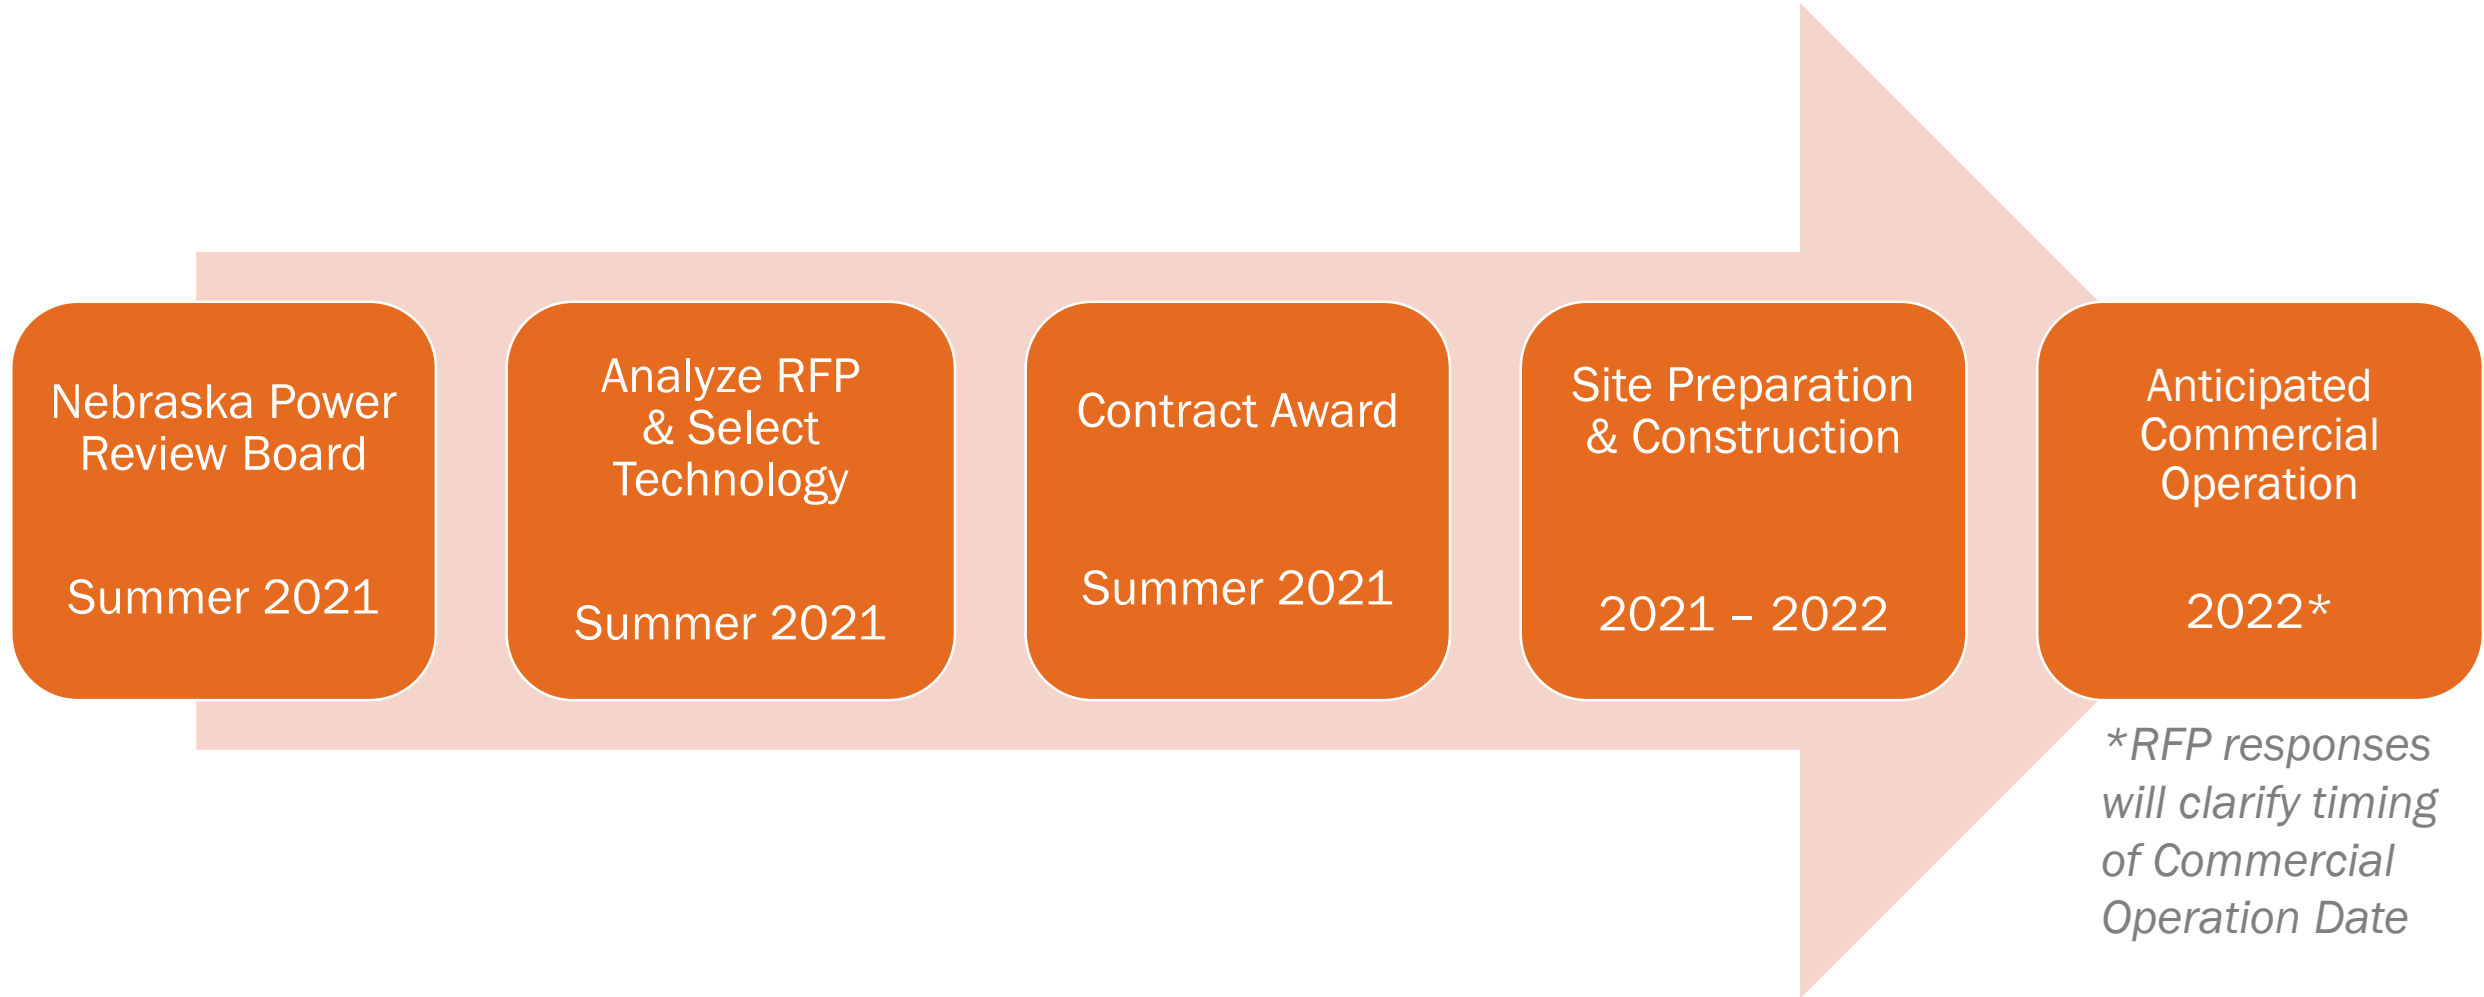 Nebraska Power
Review Board
Summer 2021
Analyze RFP
& Select
Technology
Summer 2021
Contract Award
Summer 2021
Site Preparation
& Construction
2021 – 2022
Anticipated
Commercial
Operation
2022*
*RFP responses
will clarify timing
of Commercial
Operation Date